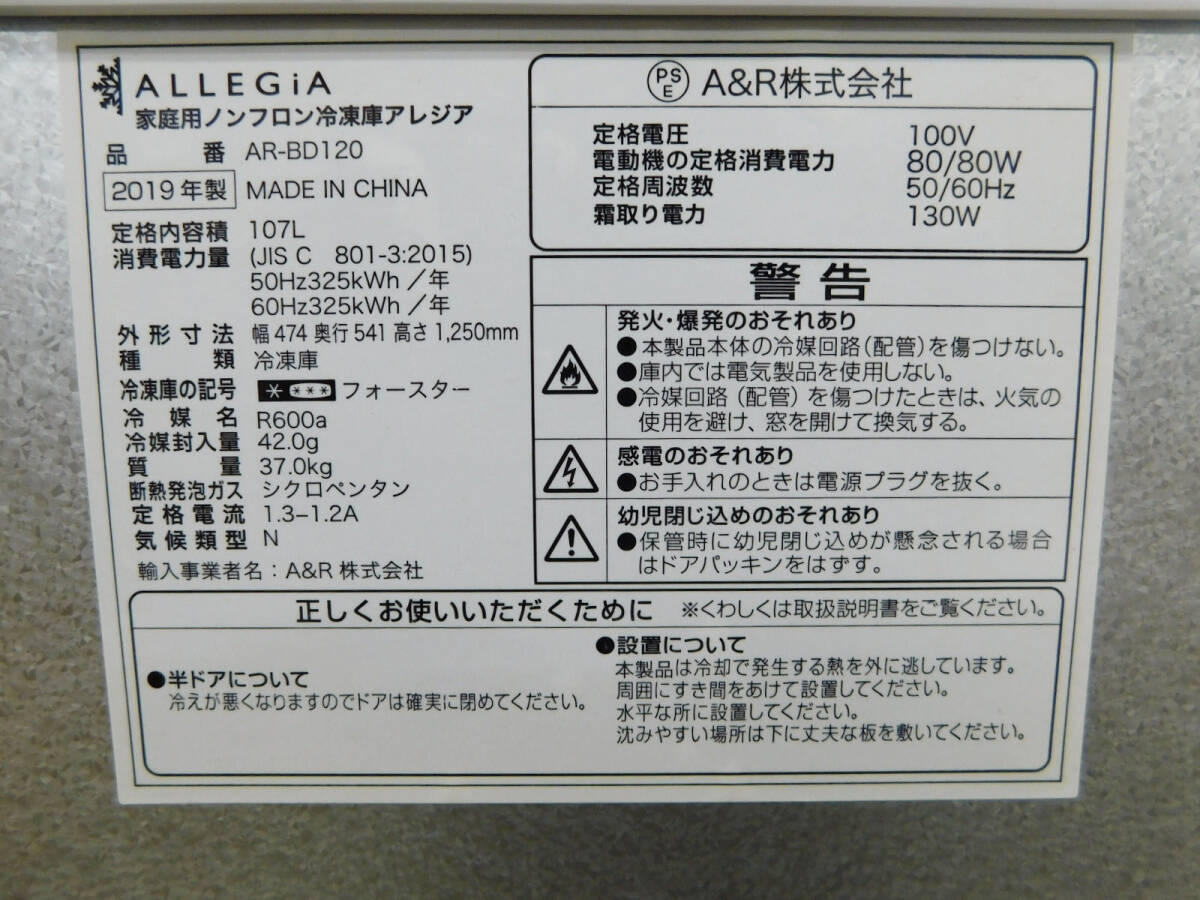 ALLEGiA
家庭用ノンフロン冷凍庫アレジア
品 番 AR-BD120
2019年製 MADE IN CHINA
定格内容積 107L
消費電力量 (JIS C 801-3:2015)
50Hz325kWh／年
60Hz325kWh／年
外形寸法 幅474奥行541高さ1,250mm
種 類 冷凍庫
冷凍庫の記号 * *** フォースター
冷媒名 R600a
冷媒封入量 42.0g
質 量 37.0kg
断熱発泡ガス シクロペンタン
定格電流 1.3-1.2A
気候類型 N
輸入事業者名：A&R株式会社
PSE A&R株式会社
定格電圧 100V
電動機の定格消費電力 80/80W
定格周波数 50/60Hz
霜取り電力 130W
警告
発火・爆発のおそれあり
●本製品本体の冷媒回路（配管）を傷つけない。
●庫内では電気製品を使用しない。
●冷媒回路（配管）を傷つけたときは、火気の
使用を避け、窓を開けて換気する。
感電のおそれあり
●お手入れのときは電源プラグを抜く。
幼児閉じ込めのおそれあり
●保管時に幼児閉じ込めが懸念される場合
はドアパッキンをはずす。
正しくお使いいただくために ※くわしくは取扱説明書をご覧ください。
●半ドアについて
冷えが悪くなりますのでドアは確実に閉めてください。
●設置について
本製品は冷却で発生する熱を外に逃しています。
周囲にすき間をあけて設置してください。
水平な所に設置してください。
沈みやすい場所は下に丈夫な板を敷いてください。